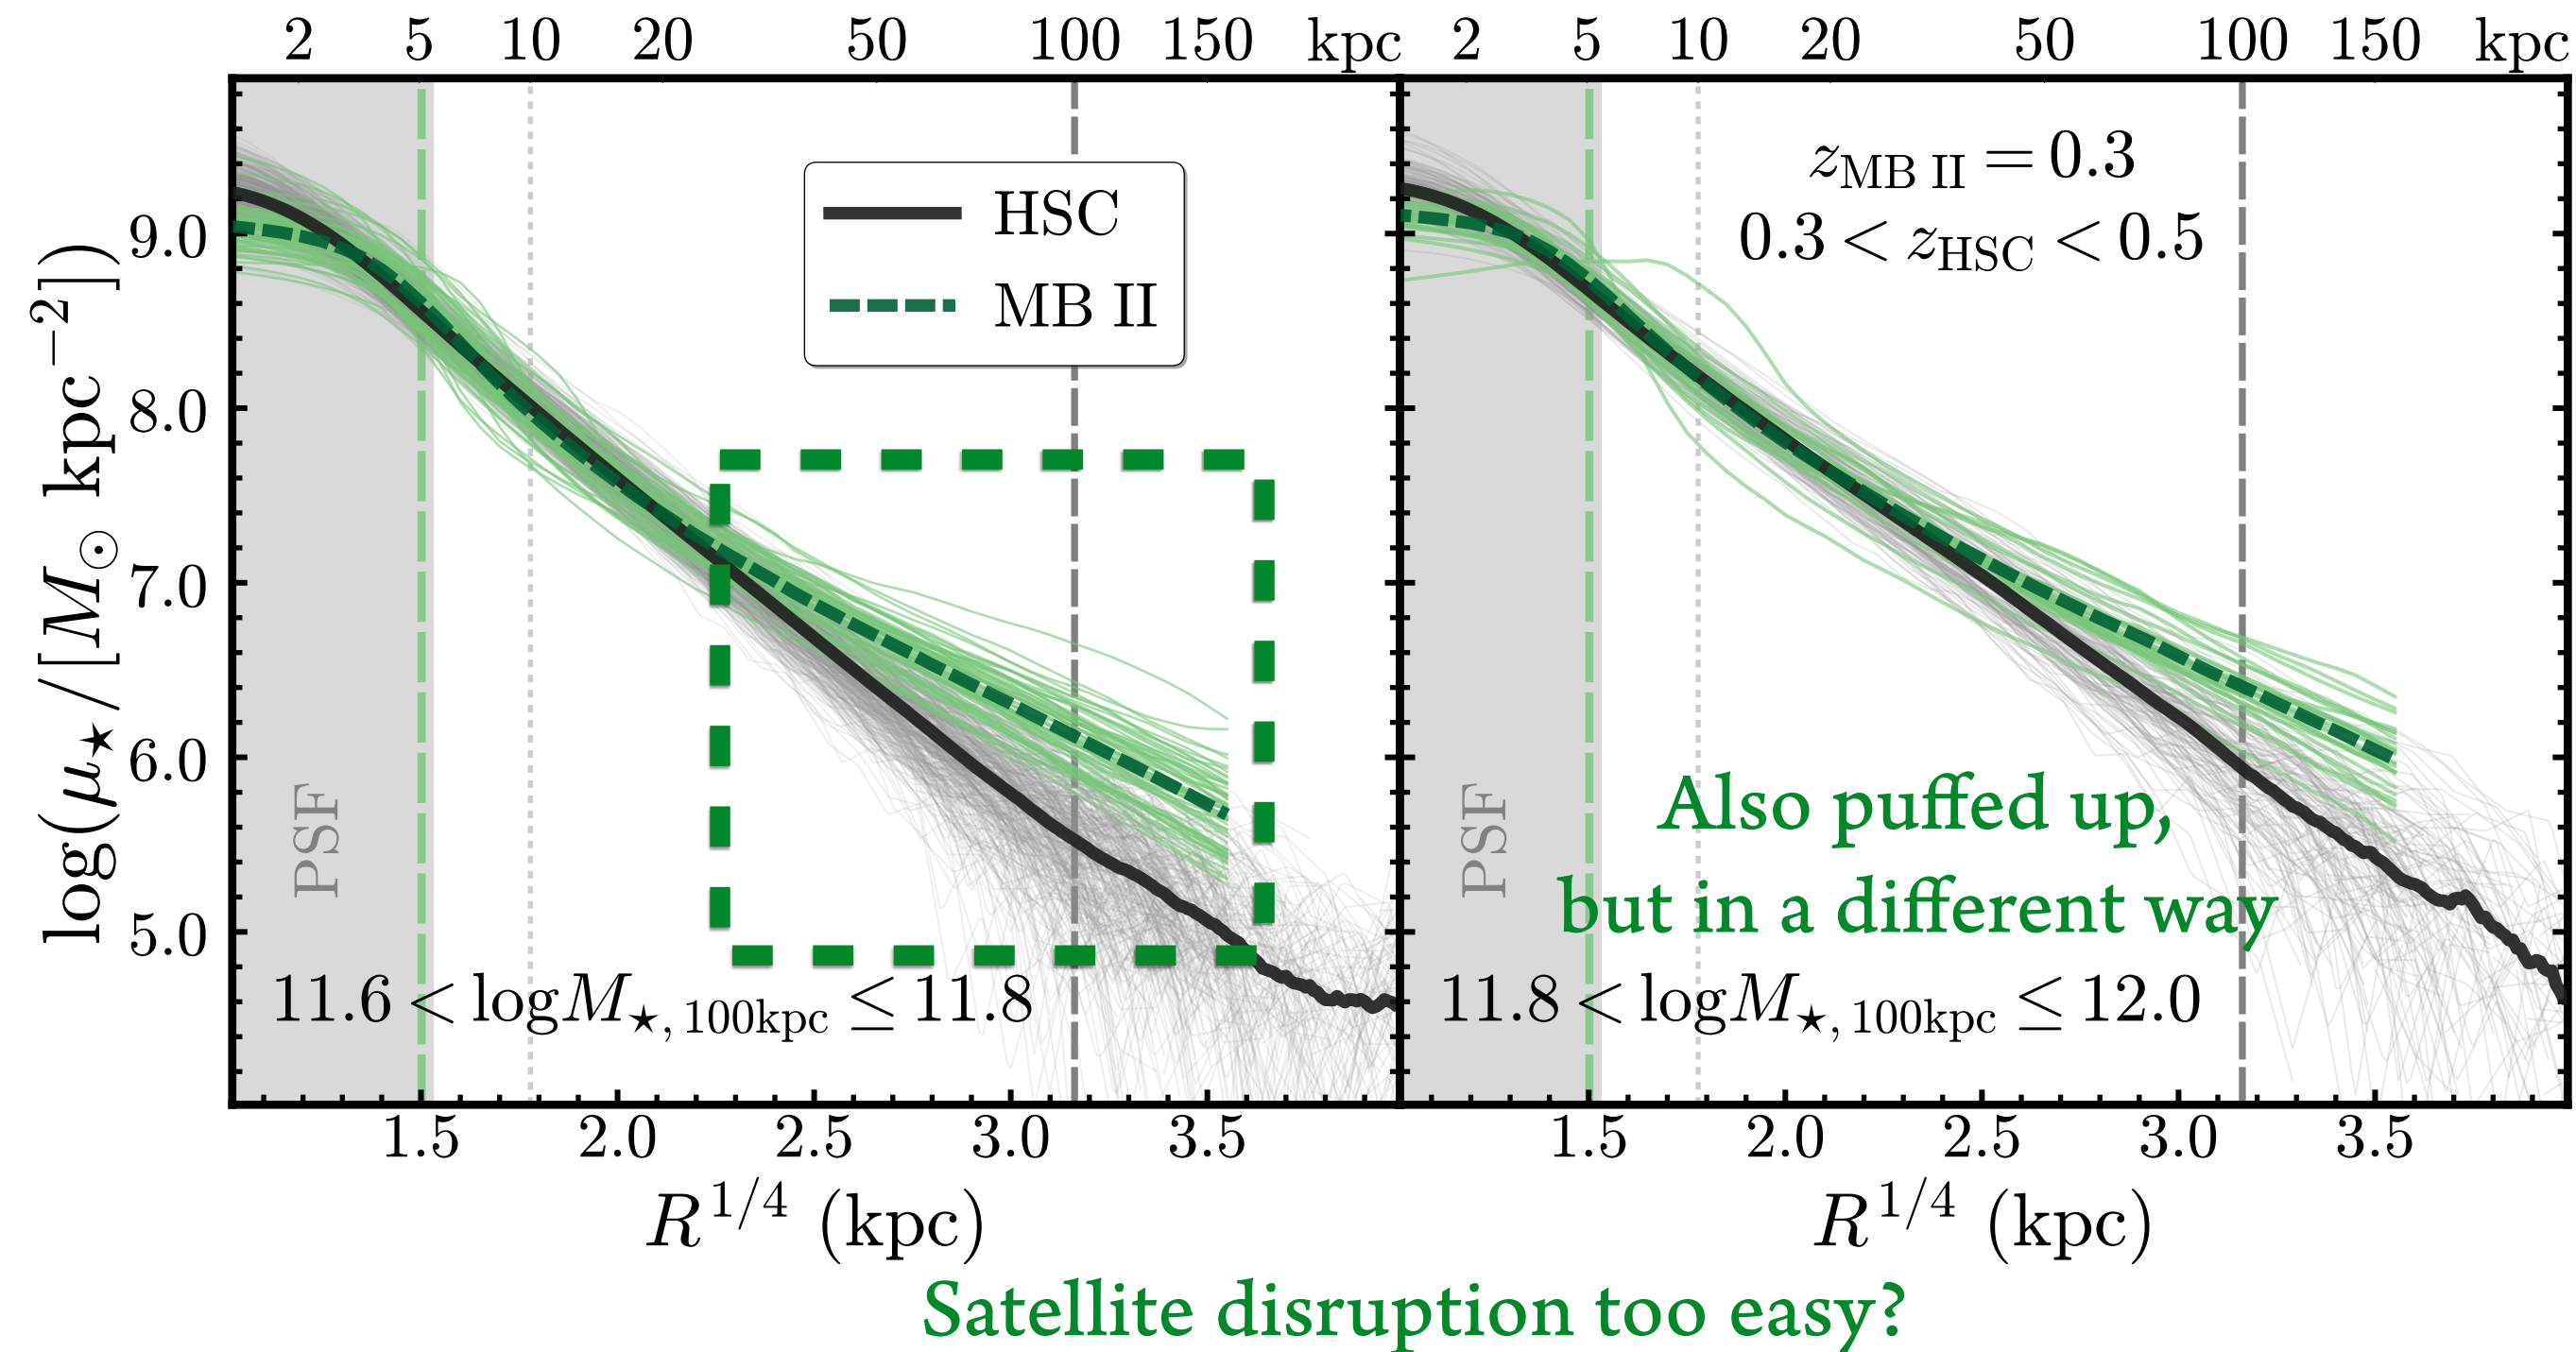 2 5 10 20 50 100 150 kpc
2 5 10 20 50 100 150 kpc
log(μ★/[M⊙ kpc⁻²])
9.0
8.0
7.0
6.0
5.0
HSC
MB II
PSF
11.6 < logM★, 100kpc ≤ 11.8
z MB II = 0.3
0.3 < z HSC < 0.5
PSF
Also puffed up,
but in a different way
11.8 < logM★, 100kpc ≤ 12.0
1.5 2.0 2.5 3.0 3.5
1.5 2.0 2.5 3.0 3.5
R^1/4 (kpc)
R^1/4 (kpc)
Satellite disruption too easy?